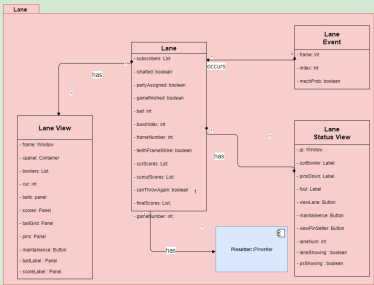 Lane
Lane
- subscribers: List
- ishalted: boolean'
- partyAssigned: boolean
- gamefinished: boolean
- ball: int
- bowlIndex: int
- frameNumber: int
- tenthFrameStrike: boolean
- curScores: List
- cumulScores: List
- canThrowAgain: boolean
- finalScores: List
- gameNumber: int
1
Lane
Event
- frame: int
- index: int
- mechProb: boolean
occurs
has
Lane View
- frame: Window
- cpanel: Container
- bowlers: List
- cur: int
- balls: panel
- scores: Panel
- ballGrid: Panel
- pins: Panel
- maintainence: Button
- ballLabel: Panel
- scoreLabel: Panel
has
Lane
Status View
- jp: Window
- curBowler: Label
- pinsDown: Label
- foul: Label
- viewLane: Button
- maintainence: Button
- viewPinSetter: Button
- laneNum: int
- laneShowing : boolean
- psShowing : boolean
has
Pinsetter::Pinsetter